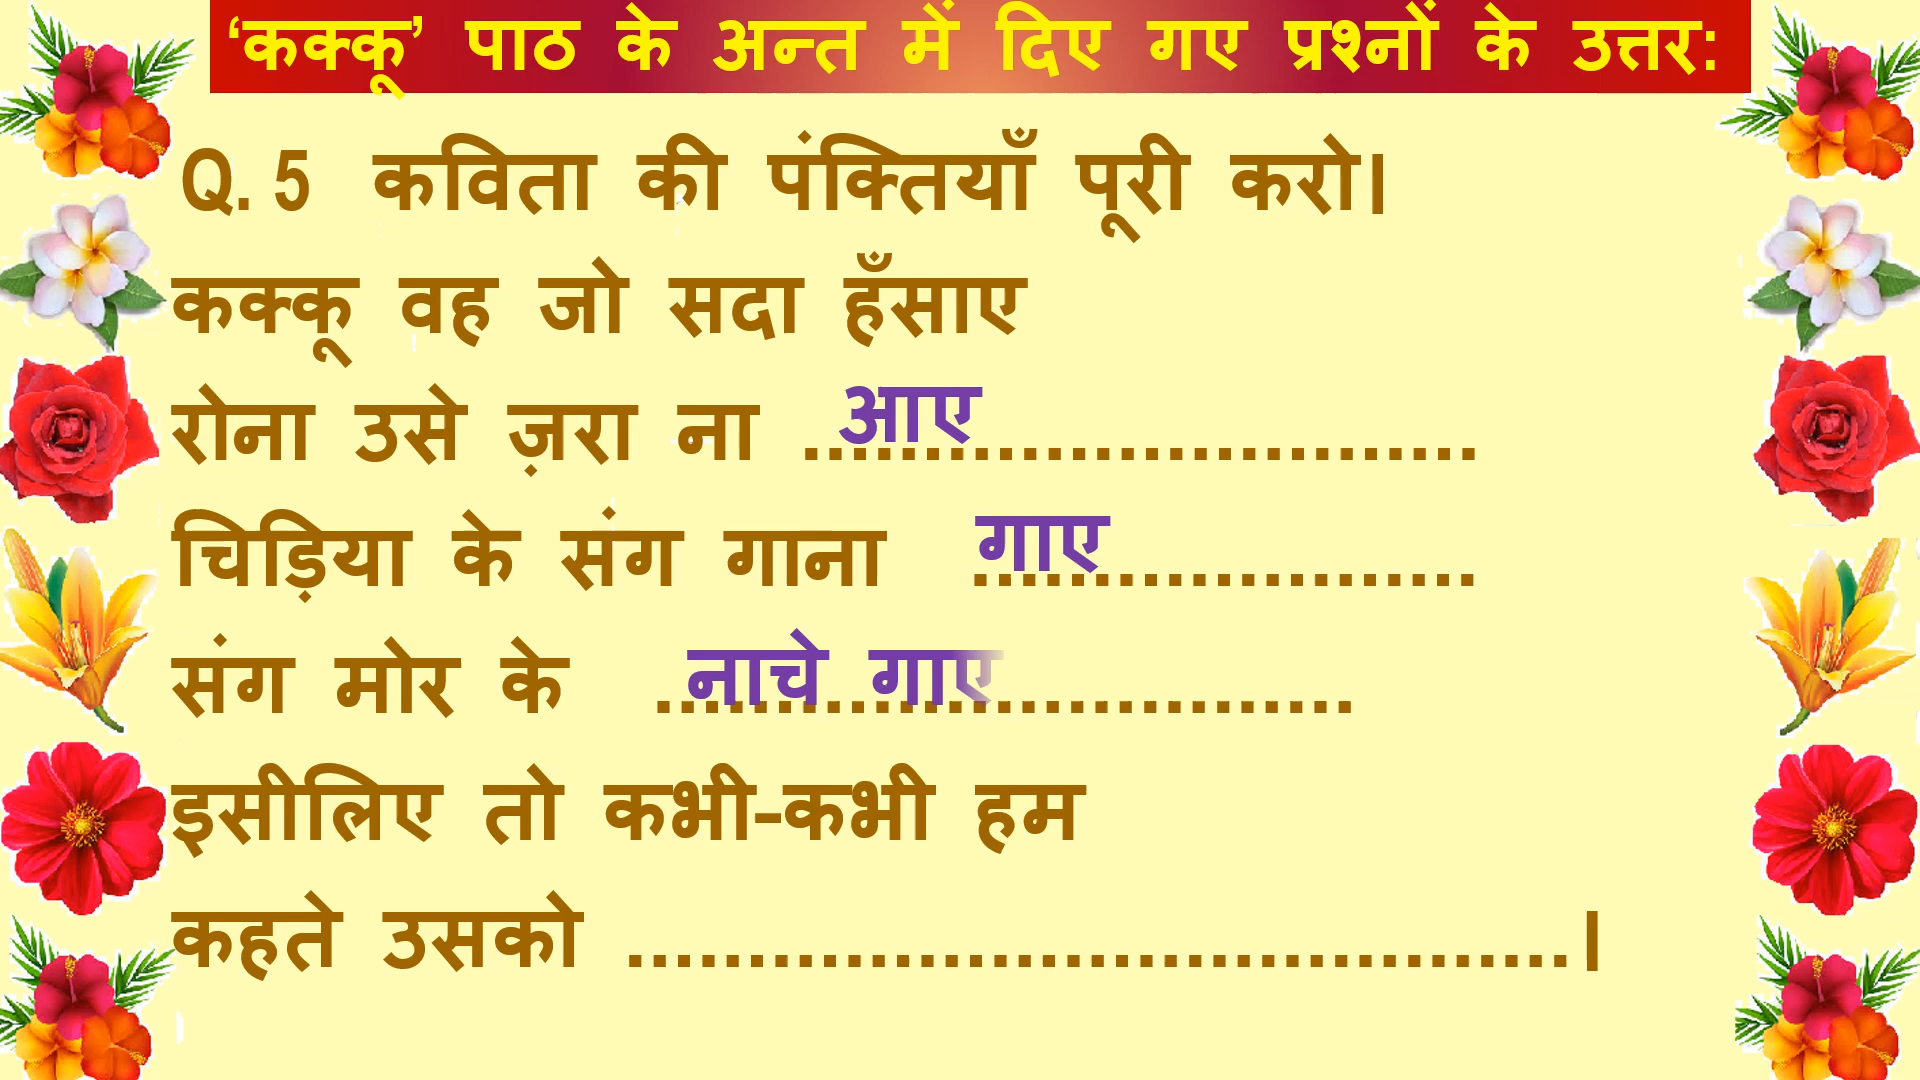 ‘कक्कू’ पाठ के अन्त में दिए गए प्रश्नों के उत्तर:
Q. 5 कविता की पंक्तियाँ पूरी करो।
कक्कू वह जो सदा हँसाए
रोना उसे ज़रा ना आए............................
चिड़िया के संग गाना गाए.....................
संग मोर के नाचे गाए.............................
इसीलिए तो कभी-कभी हम
कहते उसको .......................................।